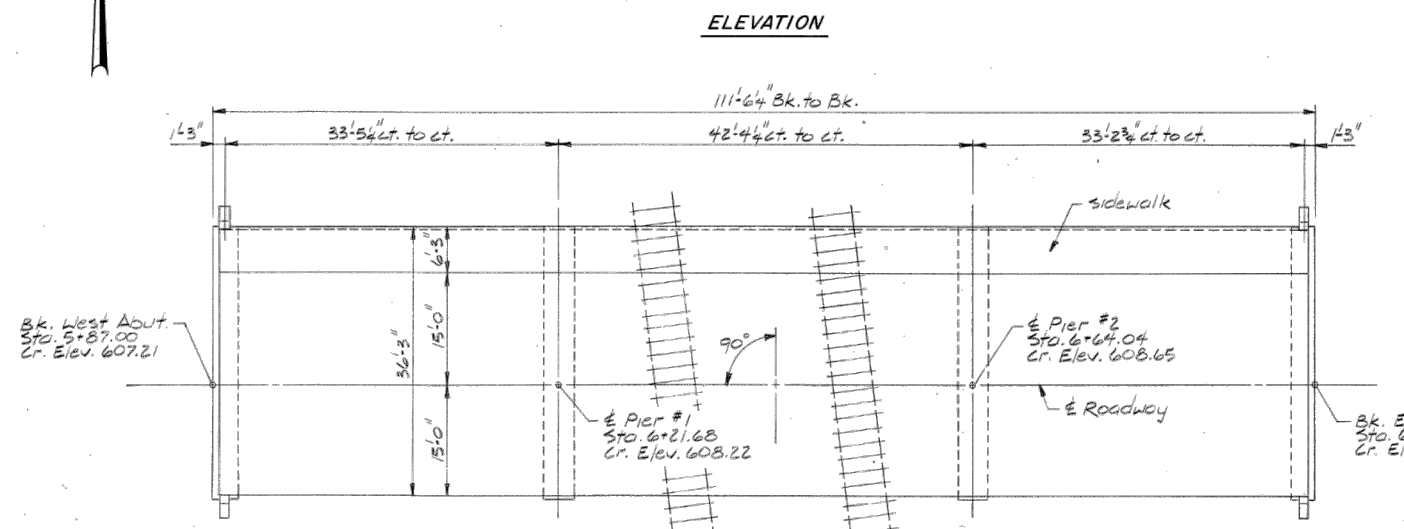 ELEVATION
111'-6¼" Bk. to Bk.
1'-3"
33'-5¼" ct. to ct.
42'-4¼" ct. to ct.
33'-2¾" ct. to ct.
1'-3"
sidewalk
6'-3"
15'-0"
36'-3"
15'-0"
90°
Bk. West Abut.
Sta. 5+87.00
Cr. Elev. 607.21
℄ Pier #2
Sta. 6+64.04
Cr. Elev. 608.65
℄ Roadway
℄ Pier #1
Sta. 6+21.68
Cr. Elev. 608.22
Bk. E
Sta. 6
Cr. El